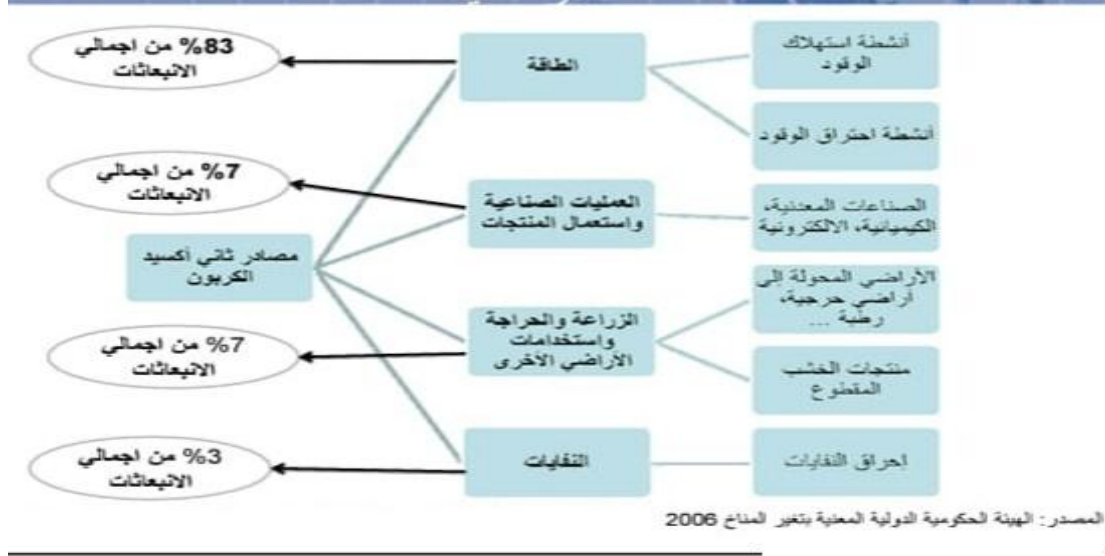 أنشطة استهلاك
الوقود
الطاقة
%83 من اجمالي
الانبعاثات
أنشطة احتراق الوقود
%7 من اجمالي
الانبعاثات
العمليات الصناعية
واستعمال المنتجات
الصناعات المعدنية،
الكيميائية، الالكترونية
مصادر ثاني أكسيد
الكربون
الأراضي المحولة إلى
أراضي حرجية،
رطبة ...
الزراعة والحراجة
واستخدامات
الأراضي الأخرى
%7 من اجمالي
الانبعاثات
منتجات الخشب
المقطوع
%3 من اجمالي
الانبعاثات
النفايات
إحراق النفايات
المصدر: الهيئة الحكومية الدولية المعنية بتغير المناخ 2006